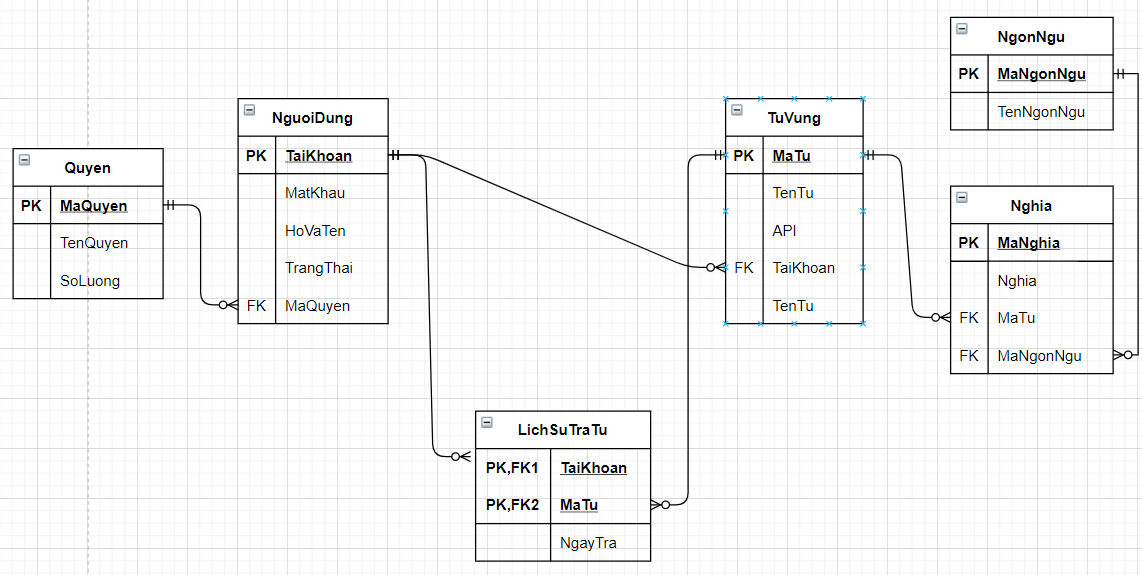 Quyen
PK MaQuyen
TenQuyen
SoLuong
NguoiDung
PK TaiKhoan
MatKhau
HoVaTen
TrangThai
FK MaQuyen
LichSuTraTu
PK,FK1 TaiKhoan
PK,FK2 MaTu
NgayTra
TuVung
PK MaTu
TenTu
API
FK TaiKhoan
TenTu
NgonNgu
PK MaNgonNgu
TenNgonNgu
Nghia
PK MaNghia
Nghia
FK MaTu
FK MaNgonNgu